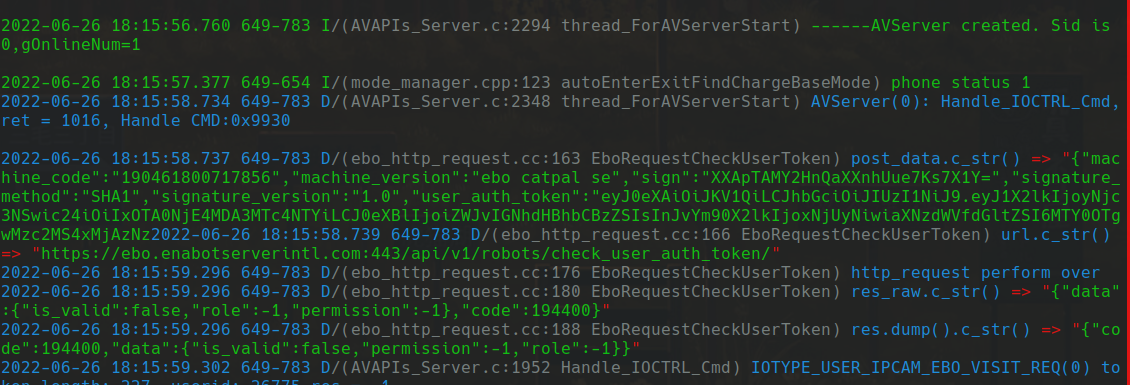 2022-06-26 18:15:56.760 649-783 I/(AVAPIs_Server.c:2294 thread_ForAVServerStart) ------AVServer created. Sid is
0,gOnlineNum=1
2022-06-26 18:15:57.377 649-654 I/(mode_manager.cpp:123 autoEnterExitFindChargeBaseMode) phone status 1
2022-06-26 18:15:58.734 649-783 D/(AVAPIs_Server.c:2348 thread_ForAVServerStart) AVServer(0): Handle_IOCTRL_Cmd,
ret = 1016, Handle CMD:0x9930
2022-06-26 18:15:58.737 649-783 D/(ebo_http_request.cc:163 EboRequestCheckUserToken) post_data.c_str() => "{"mac
hine_code":"190461800717856","machine_version":"ebo catpal se","sign":"XXApTAMY2HnQaXXnhUue7Ks7X1Y=","signature_
method":"SHA1","signature_version":"1.0","user_auth_token":"eyJ0eXAiOiJKV1QiLCJhbGciOiJIUzI1NiJ9.eyJ1X2lkIjoyNjc
3NSwic24iOiIxOTA0NjE4MDA3MTc4NTYiLCJ0eXBlIjoiZWJvIGNhdHBhbCBzZSIsInJvYm90X2lkIjoxNjUyNiwiaXNzdWVfdGltZSI6MTY1OTg
wMzc2MS4xMjAzNz2022-06-26 18:15:58.739 649-783 D/(ebo_http_request.cc:166 EboRequestCheckUserToken) url.c_str()
=> "https://ebo.enabotserverintl.com:443/api/v1/robots/check_user_auth_token/"
2022-06-26 18:15:59.296 649-783 D/(ebo_http_request.cc:176 EboRequestCheckUserToken) http_request perform over
2022-06-26 18:15:59.296 649-783 D/(ebo_http_request.cc:180 EboRequestCheckUserToken) res_raw.c_str() => "{"data"
:{"is_valid":false,"role":-1,"permission":-1},"code":194400}"
2022-06-26 18:15:59.296 649-783 D/(ebo_http_request.cc:188 EboRequestCheckUserToken) res.dump().c_str() => "{"co
de":194400,"data":{"is_valid":false,"permission":-1,"role":-1}}"
2022-06-26 18:15:59.302 649-783 D/(AVAPIs_Server.c:1952 Handle_IOCTRL_Cmd) IOTYPE_USER_IPCAM_EBO_VISIT_REQ(0) to